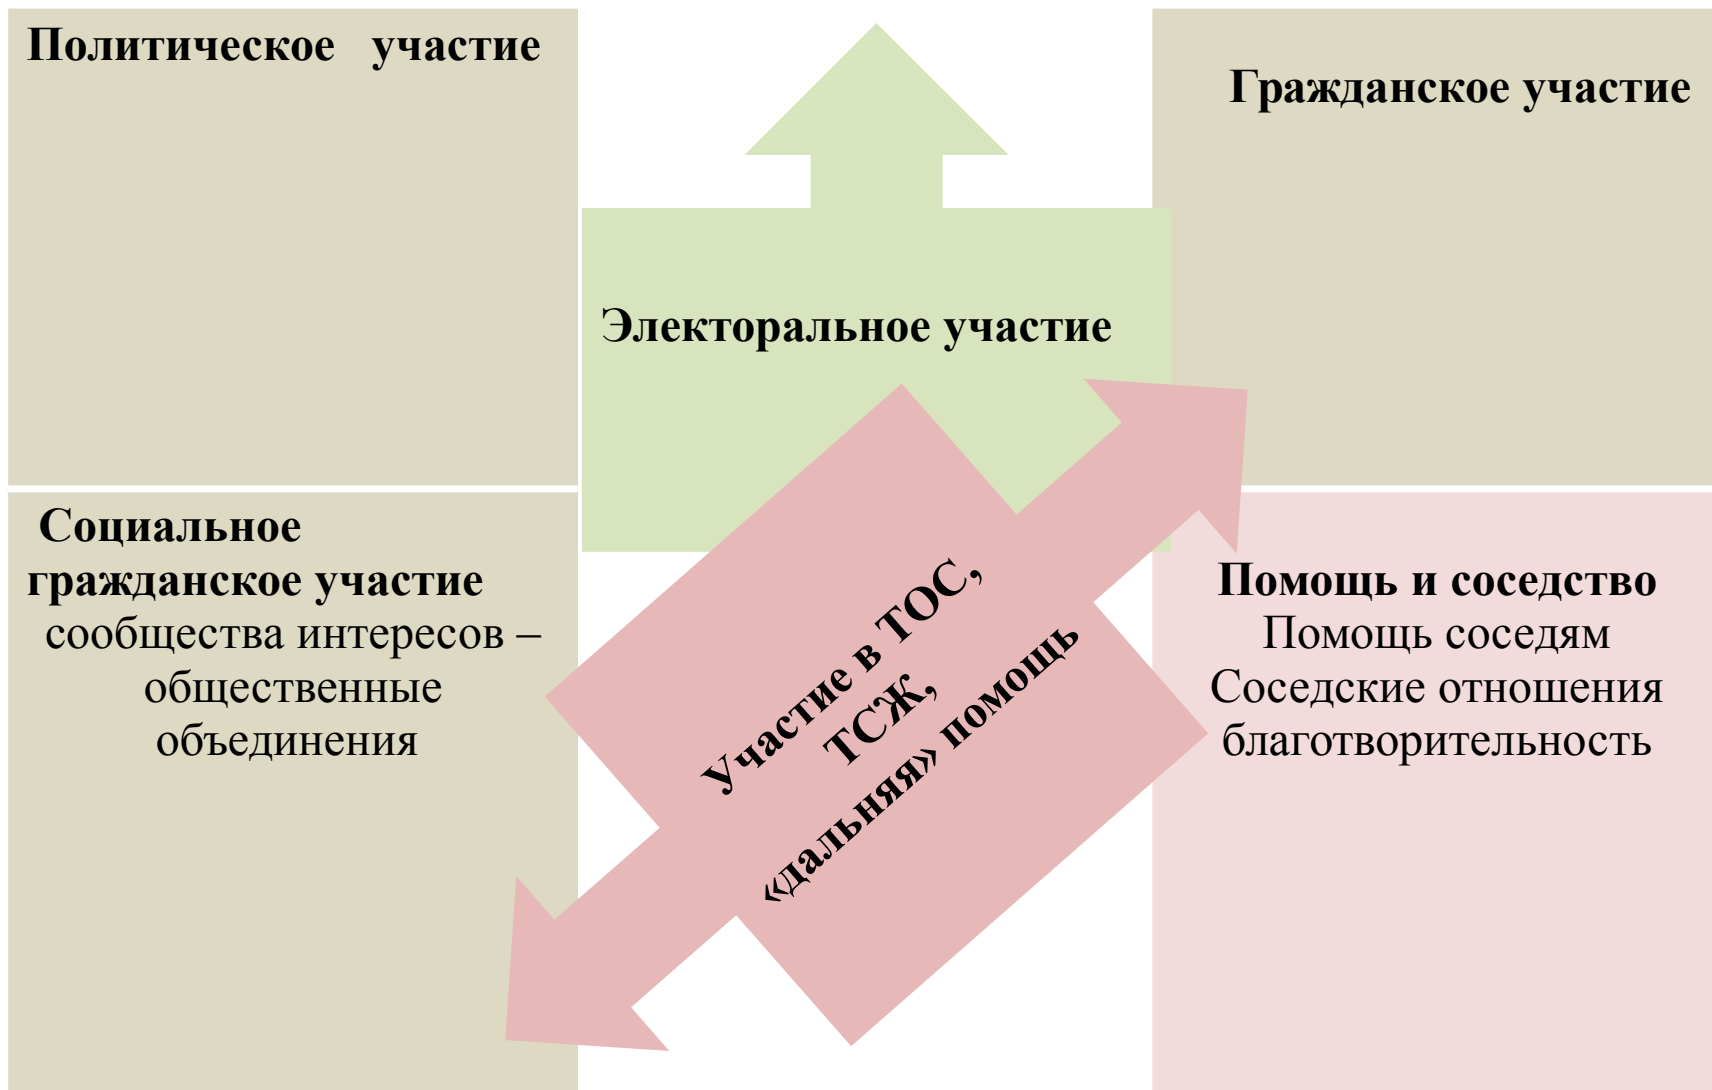 Политическое участие
Гражданское участие
Электоральное участие
Социальное
гражданское участие
сообщества интересов –
общественные
объединения
Участие в ТОС,
ТСЖ,
«дальняя» помощь
Помощь и соседство
Помощь соседям
Соседские отношения
благотворительность